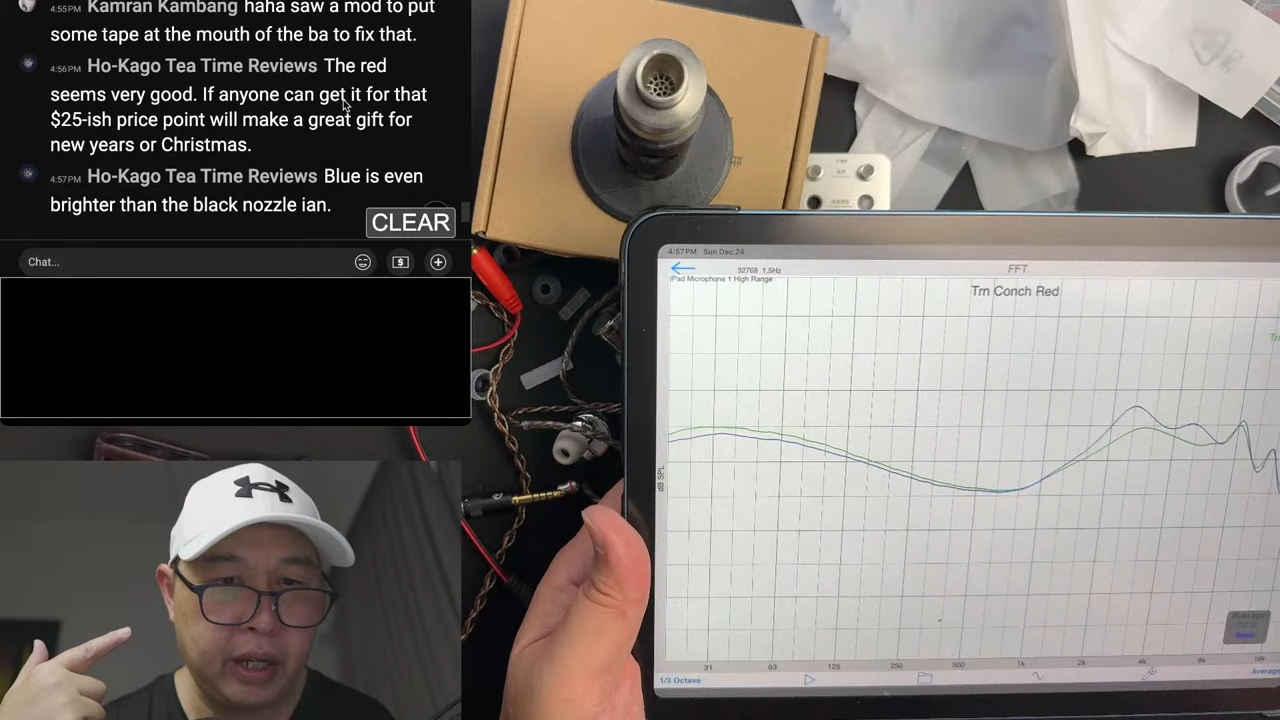 4:55PM Kamran Kambang haha saw a mod to put
some tape at the mouth of the ba to fix that.
4:56PM Ho-Kago Tea Time Reviews The red
seems very good. If anyone can get it for that
$25-ish price point will make a great gift for
new years or Christmas.
4:57PM Ho-Kago Tea Time Reviews Blue is even
brighter than the black nozzle ian.
CLEAR
Chat...
4:57 PM Sun Dec 24
32768 1.5Hz
FFT
iPad Microphone 1 High Range
Trn Conch Red
dB SPL
Average
31 63 125 250 500 1k 2k 4k 8k 16k
1/3 Octave
Average